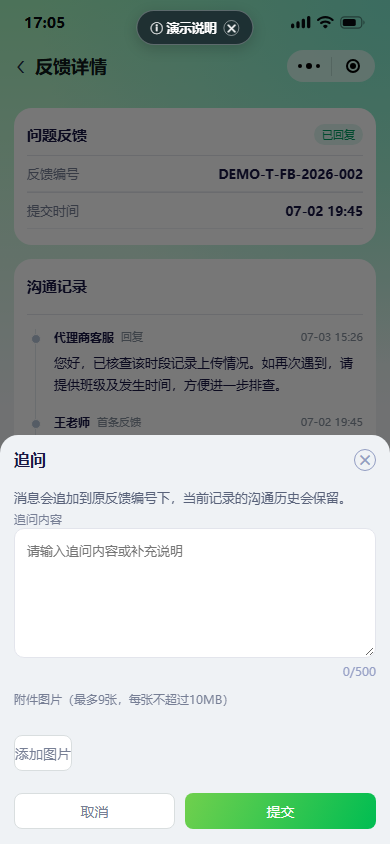 17:05
演示说明
反馈详情
问题反馈
已回复
反馈编号
DEMO-T-FB-2026-002
提交时间
07-02 19:45
沟通记录
代理商客服 回复 07-03 15:26
您好，已核查该时段记录上传情况。如再次遇到，请
提供班级及发生时间，方便进一步排查。
王老师 首条反馈 07-02 19:45
追问
消息会追加到原反馈编号下，当前记录的沟通历史会保留。
追问内容
请输入追问内容或补充说明
0/500
附件图片（最多9张，每张不超过10MB）
添加图片
取消
提交